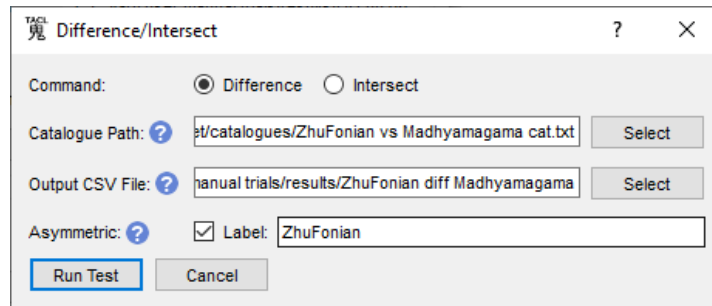 TACL
鬼 Difference/Intersect ? ×
Command: Difference Intersect
Catalogue Path: ? et/catalogues/ZhuFonian vs Madhyamagama cat.txt Select
Output CSV File: ? nanual trials/results/ZhuFonian diff Madhyamagama Select
Asymmetric: ? Label: ZhuFonian
Run Test Cancel